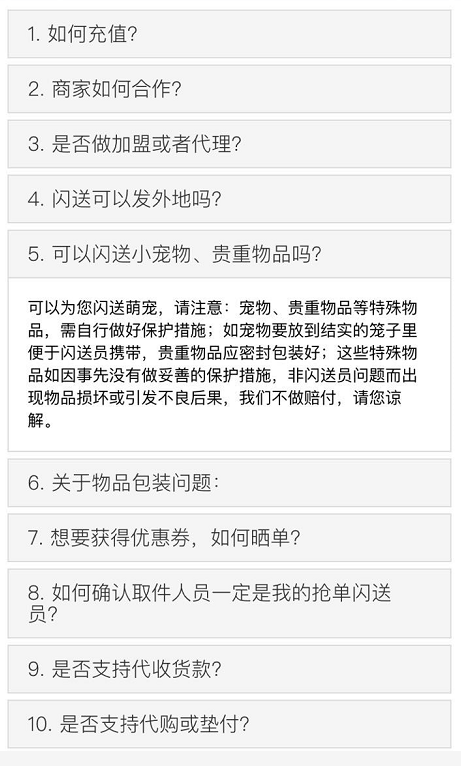 1. 如何充值?
2. 商家如何合作?
3. 是否做加盟或者代理?
4. 闪送可以发外地吗?
5. 可以闪送小宠物、贵重物品吗?
可以为您闪送萌宠，请注意：宠物、贵重物品等特殊物
品，需自行做好保护措施；如宠物要放到结实的笼子里
便于闪送员携带，贵重物品应密封包装好；这些特殊物
品如因事先没有做妥善的保护措施，非闪送员问题而出
现物品损坏或引发不良后果，我们不做赔付，请您谅
解。
6. 关于物品包装问题：
7. 想要获得优惠券，如何晒单?
8. 如何确认取件人员一定是我的抢单闪送
员?
9. 是否支持代收货款?
10. 是否支持代购或垫付?